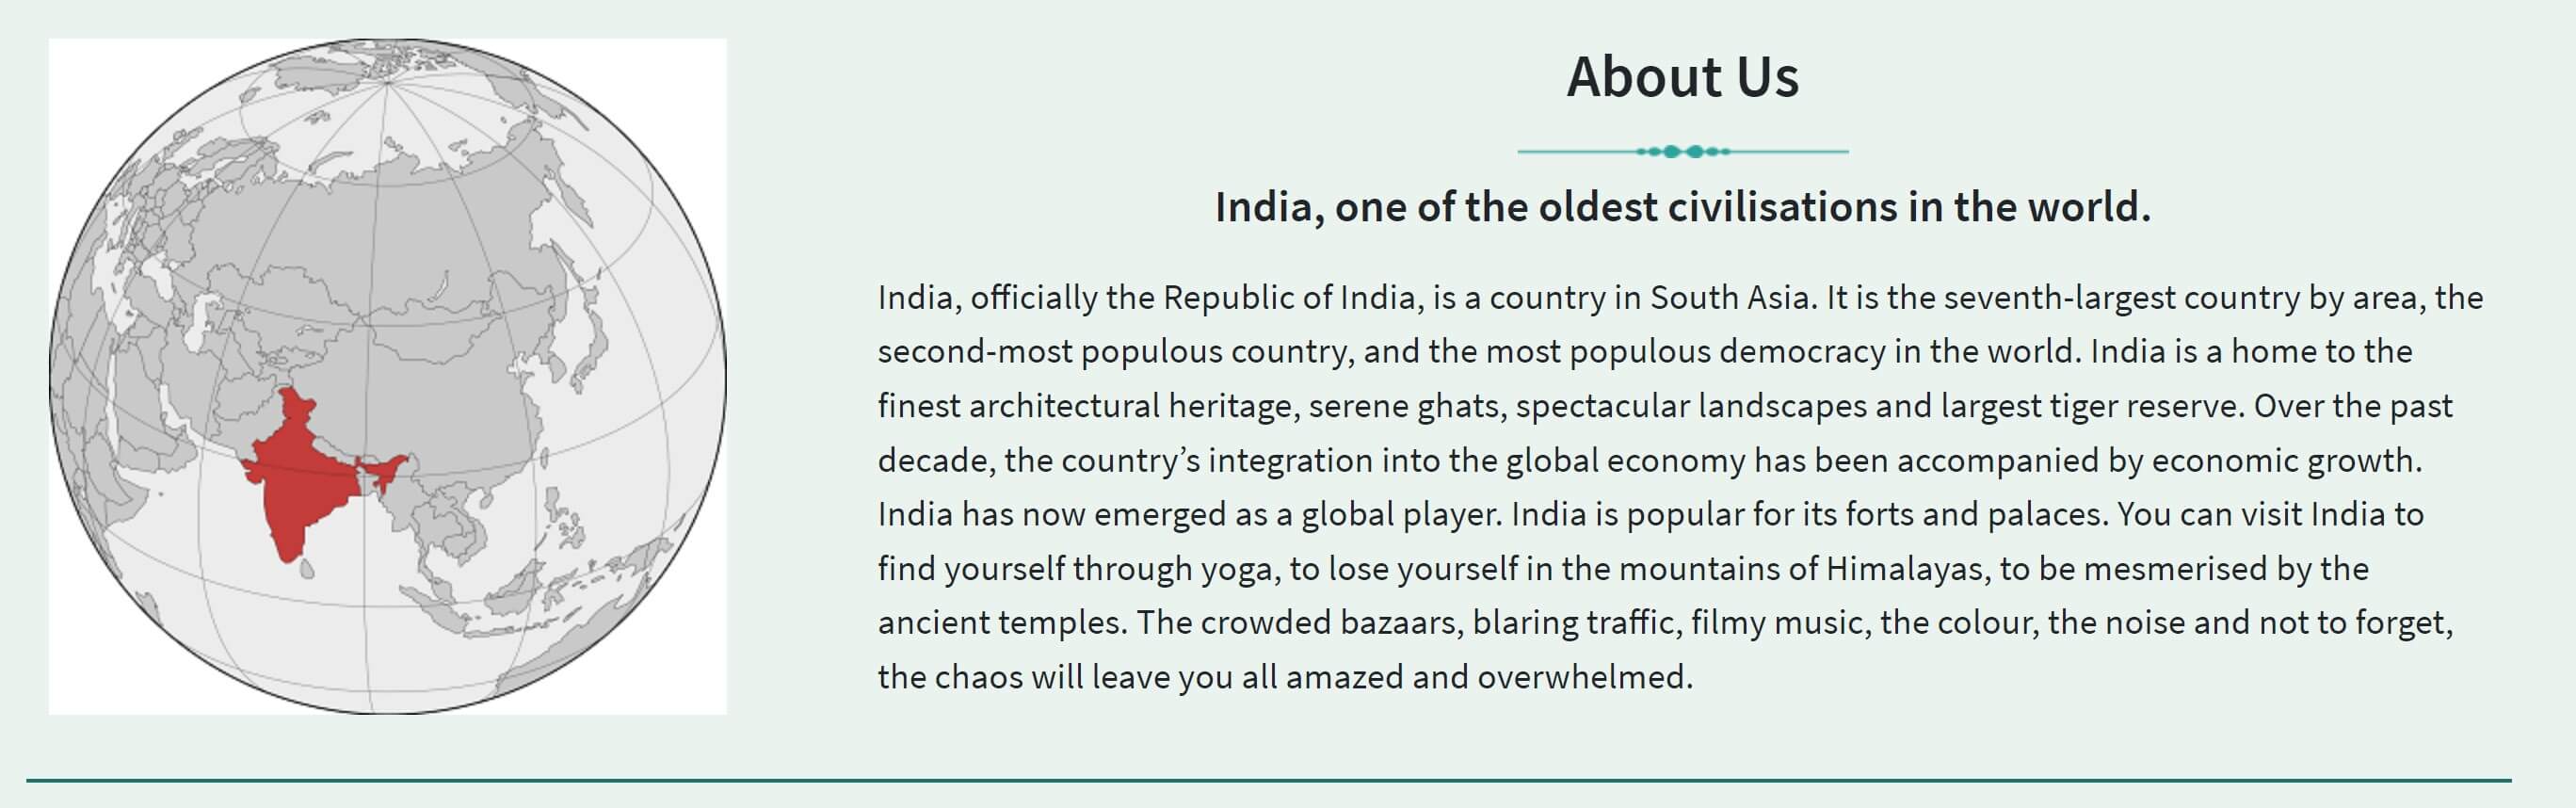 About Us
India, one of the oldest civilisations in the world.
India, officially the Republic of India, is a country in South Asia. It is the seventh-largest country by area, the
second-most populous country, and the most populous democracy in the world. India is a home to the
finest architectural heritage, serene ghats, spectacular landscapes and largest tiger reserve. Over the past
decade, the country’s integration into the global economy has been accompanied by economic growth.
India has now emerged as a global player. India is popular for its forts and palaces. You can visit India to
find yourself through yoga, to lose yourself in the mountains of Himalayas, to be mesmerised by the
ancient temples. The crowded bazaars, blaring traffic, filmy music, the colour, the noise and not to forget,
the chaos will leave you all amazed and overwhelmed.